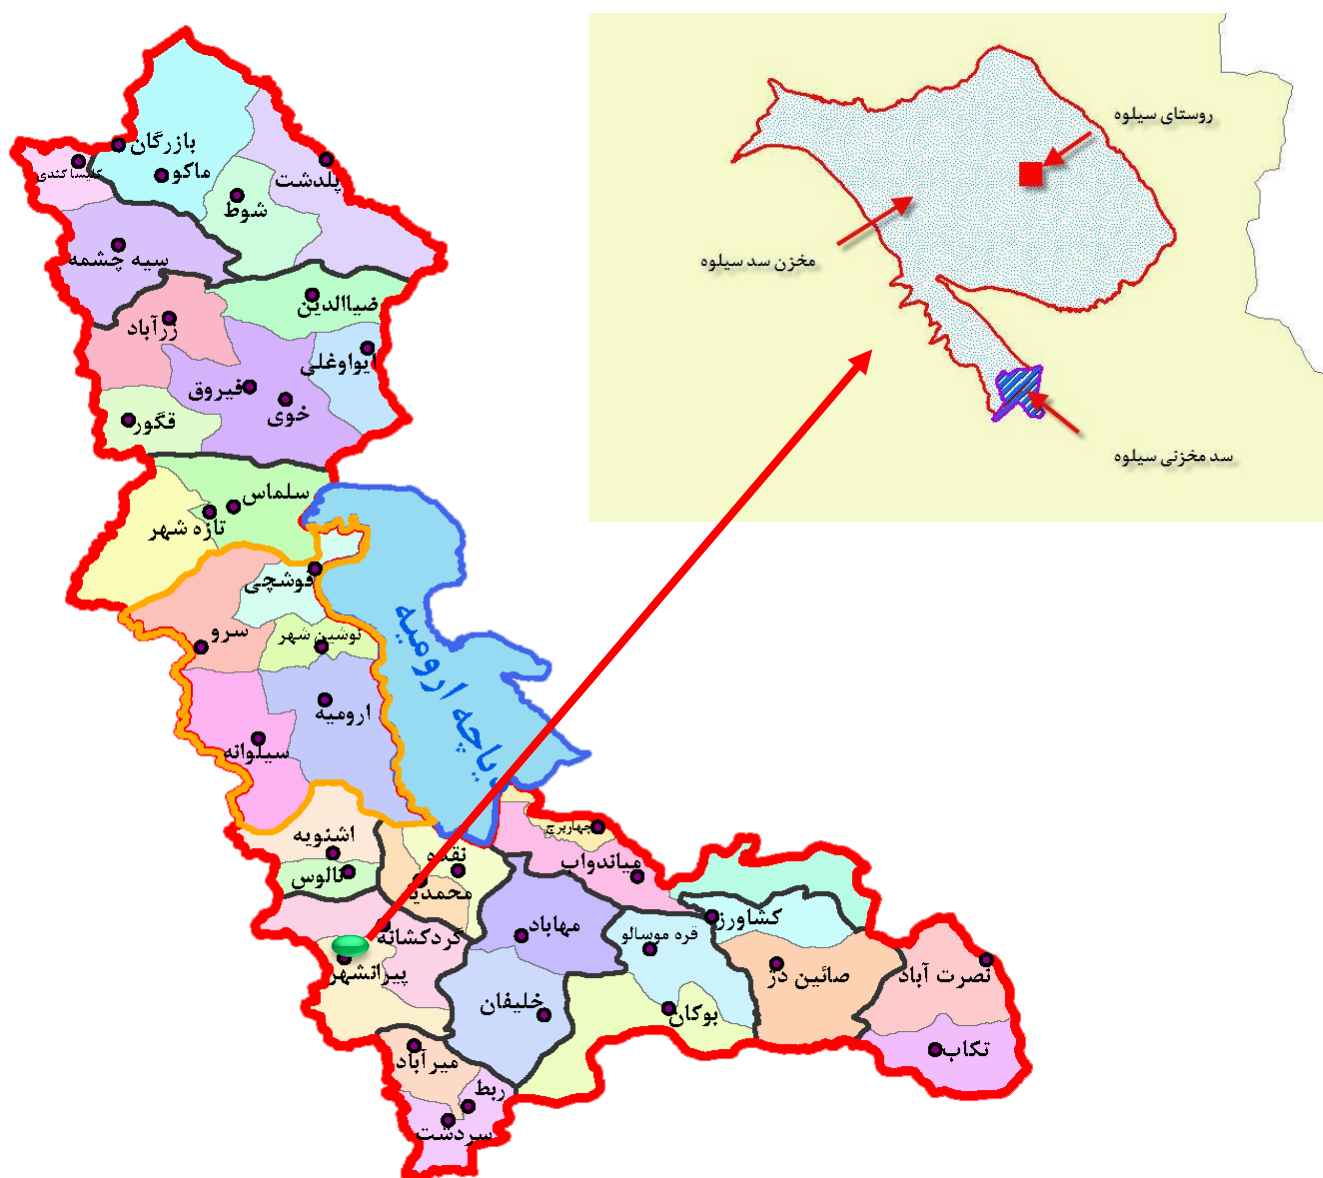 روستای سیلوه
مخزن سد سیلوه
سد مخزنی سیلوه
بازرگان
ماکو
کلیسا کندی
پلدشت
شوط
سیه چشمه
ضیاالدین
زرآباد
ایواوغلی
فیروق
خوی
قگور
سلماس
تازه شهر
قوشچی
نوشین شهر
سرو
ارومیه
سیلوانه
دریاچه ارومیه
اشنویه
نالوس
نقده
چهاربرج
میاندواب
کشاورز
مهاباد
قره موسالو
گردکشانه
پیرانشهر
صائین دژ
نصرت آباد
خلیفان
بوکان
تکاب
میرآباد
ربط
سردشت